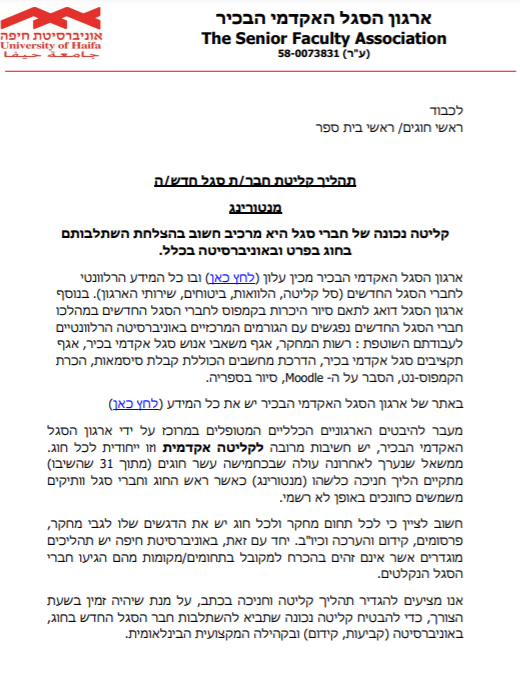 אוניברסיטת חיפה
University of Haifa
جامعة حيفا
ארגון הסגל האקדמי הבכיר
The Senior Faculty Association
(ע"ר) 58-0073831
לכבוד
ראשי חוגים/ ראשי בית ספר
תהליך קליטת חבר/ת סגל חדש/ה
מנטורינג
קליטה נכונה של חברי סגל היא מרכיב חשוב בהצלחת השתלבותם
בחוג בפרט ובאוניברסיטה בכלל.
ארגון הסגל האקדמי הבכיר מכין עלון (לחץ כאן) ובו כל המידע הרלוונטי
לחברי הסגל החדשים (סל קליטה, הלוואות, ביטוחים, שירותי הארגון). בנוסף
ארגון הסגל דואג לתאם סיור היכרות בקמפוס לחברי הסגל החדשים במהלכו
חברי הסגל החדשים נפגשים עם הגורמים המרכזיים באוניברסיטה הרלוונטיים
לעבודתם השוטפת : רשות המחקר, אגף משאבי אנוש סגל אקדמי בכיר, אגף
תקציבים סגל אקדמי בכיר, הדרכת מחשבים הכוללת קבלת סיסמאות, הכרת
הקמפוס-נט, הסבר על ה- Moodle, סיור בספריה.
באתר של ארגון הסגל האקדמי הבכיר יש את כל המידע (לחץ כאן)
מעבר להיבטים הארגוניים הכלליים המטופלים במרוכז על ידי ארגון הסגל
האקדמי הבכיר, יש חשיבות מרובה לקליטה אקדמית וזו ייחודית לכל חוג.
ממשאל שנערך לאחרונה עולה שבכחמישה עשר חוגים (מתוך 31 שהשיבו)
מתקיים הליך חניכה כלשהו (מנטורינג) כאשר ראש החוג וחברי סגל וותיקים
משמשים כחונכים באופן לא רשמי.
חשוב לציין כי לכל תחום מחקר ולכל חוג יש את הדגשים שלו לגבי מחקר,
פרסומים, קידום והערכה וכיו"ב. יחד עם זאת, באוניברסיטת חיפה יש תהליכים
מוגדרים אשר אינם זהים בהכרח למקובל בתחומים/מקומות מהם הגיעו חברי
הסגל הנקלטים.
אנו מציעים להגדיר תהליך קליטה וחניכה בכתב, על מנת שיהיה זמין בשעת
הצורך, כדי להבטיח קליטה נכונה שתביא להשתלבות חבר הסגל החדש בחוג,
באוניברסיטה (קביעות, קידום) ובקהילה המקצועית הבינלאומית.